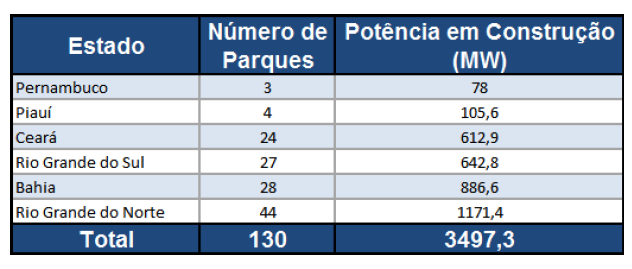 Estado Número de Parques Potência em Construção (MW)
Pernambuco 3 78
Piauí 4 105,6
Ceará 24 612,9
Rio Grande do Sul 27 642,8
Bahia 28 886,6
Rio Grande do Norte 44 1171,4
Total 130 3497,3